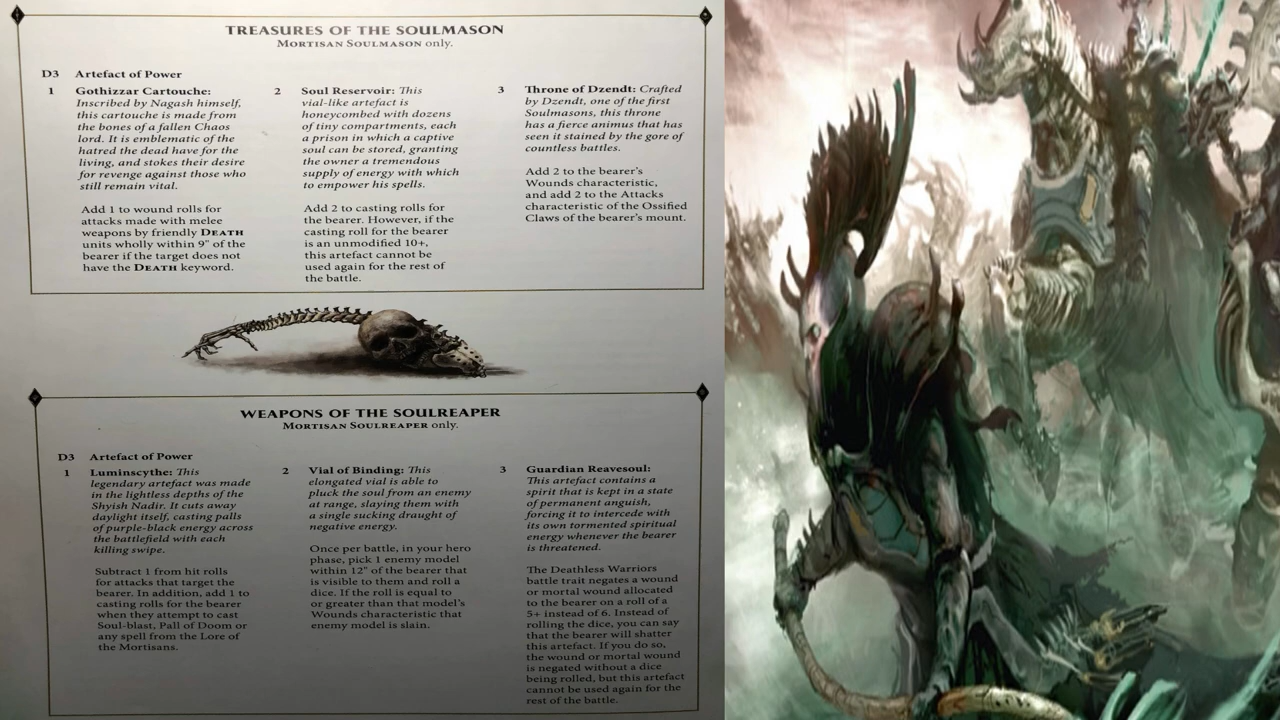 TREASURES OF THE SOULMASON
MORTISAN SOULMASON only.
D3 Artefact of Power
1 Gothizzar Cartouche:
Inscribed by Nagash himself,
this cartouche is made from
the bones of a fallen Chaos
lord. It is emblematic of the
hatred the dead have for the
living, and stokes their desire
for revenge against those who
still remain vital.
Add 1 to wound rolls for
attacks made with melee
weapons by friendly DEATH
units wholly within 9" of the
bearer if the target does not
have the DEATH keyword.
2 Soul Reservoir: This
vial-like artefact is
honeycombed with dozens
of tiny compartments, each
a prison in which a captive
soul can be stored, granting
the owner a tremendous
supply of energy with which
to empower his spells.
Add 2 to casting rolls for
the bearer. However, if the
casting roll for the bearer
is an unmodified 10+,
this artefact cannot be
used again for the rest of
the battle.
3 Throne of Dzendt: Crafted
by Dzendt, one of the first
Soulmasons, this throne
has a fierce animus that has
seen it stained by the gore of
countless battles.
Add 2 to the bearer's
Wounds characteristic,
and add 2 to the Attacks
characteristic of the Ossified
Claws of the bearer's mount.
WEAPONS OF THE SOULREAPER
MORTISAN SOULREAPER only.
D3 Artefact of Power
1 Luminscythe: This
legendary artefact was made
in the lightless depths of the
Shyish Nadir. It cuts away
daylight itself, casting palls
of purple-black energy across
the battlefield with each
killing swipe.
Subtract 1 from hit rolls
for attacks that target the
bearer. In addition, add 1 to
casting rolls for the bearer
when they attempt to cast
Soul-blast, Pall of Doom or
any spell from the Lore of
the Mortisans.
2 Vial of Binding: This
elongated vial is able to
pluck the soul from an enemy
at range, slaying them with
a single sucking draught of
negative energy.
Once per battle, in your hero
phase, pick 1 enemy model
within 12" of the bearer that
is visible to them and roll a
dice. If the roll is equal to
or greater than that model's
Wounds characteristic that
enemy model is slain.
3 Guardian Reavesoul:
This artefact contains a
spirit that is kept in a state
of permanent anguish,
forcing it to intercede with
its own tormented spiritual
energy whenever the bearer
is threatened.
The Deathless Warriors
battle trait negates a wound
or mortal wound allocated
to the bearer on a roll of a
5+ instead of 6. Instead of
rolling the dice, you can say
that the bearer will shatter
this artefact. If you do so,
the wound or mortal wound
is negated without a dice
being rolled, but this artefact
cannot be used again for the
rest of the battle.